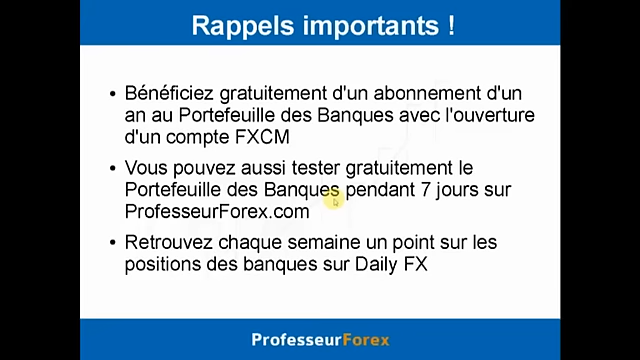 Rappels importants !
• Bénéficiez gratuitement d'un abonnement d'un
an au Portefeuille des Banques avec l'ouverture
d'un compte FXCM
• Vous pouvez aussi tester gratuitement le
Portefeuille des Banques pendant 7 jours sur
ProfesseurForex.com
• Retrouvez chaque semaine un point sur les
positions des banques sur Daily FX
ProfesseurForex